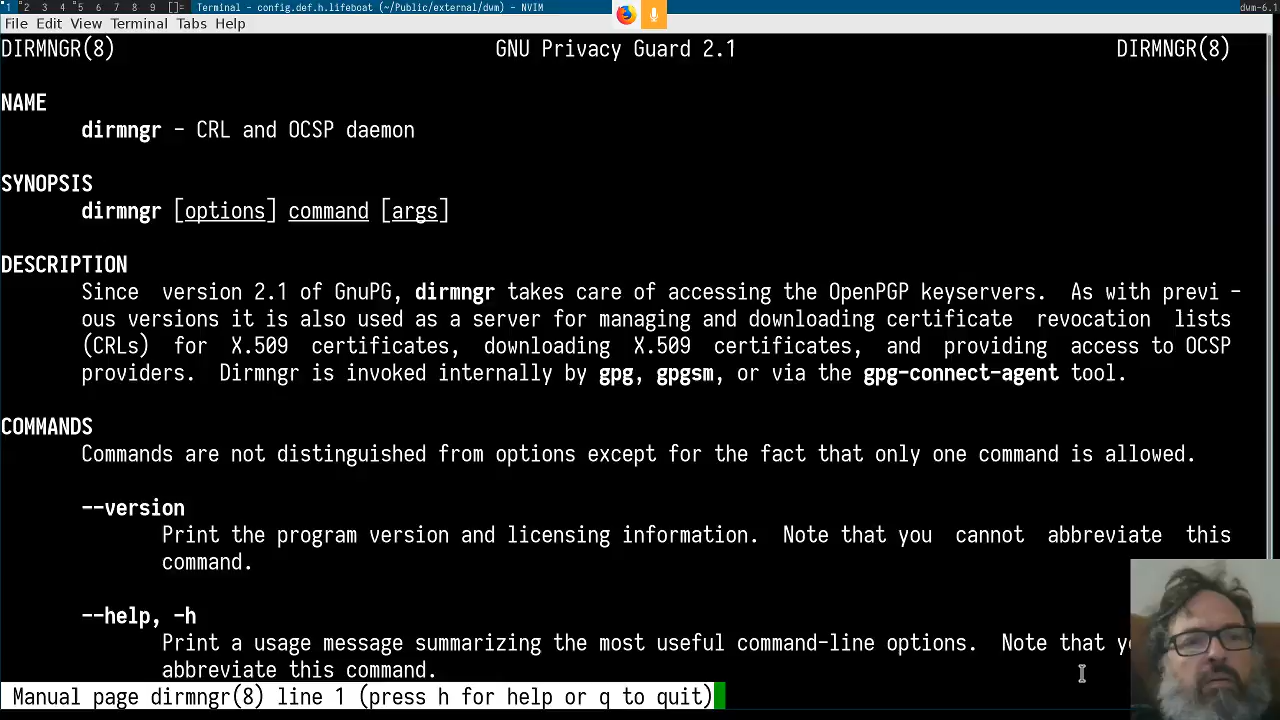 1 2 3 4 5 6 7 8 9 []= Terminal - config.def.h.lifeboat (~/Public/external/dwm) - NVIM dwm-6.1
File Edit View Terminal Tabs Help
DIRMNGR(8) GNU Privacy Guard 2.1 DIRMNGR(8)
NAME
dirmngr - CRL and OCSP daemon
SYNOPSIS
dirmngr [options] command [args]
DESCRIPTION
Since version 2.1 of GnuPG, dirmngr takes care of accessing the OpenPGP keyservers. As with previ-
ous versions it is also used as a server for managing and downloading certificate revocation lists
(CRLs) for X.509 certificates, downloading X.509 certificates, and providing access to OCSP
providers. Dirmngr is invoked internally by gpg, gpgsm, or via the gpg-connect-agent tool.
COMMANDS
Commands are not distinguished from options except for the fact that only one command is allowed.
--version
Print the program version and licensing information. Note that you cannot abbreviate this
command.
--help, -h
Print a usage message summarizing the most useful command-line options. Note that
abbreviate this command.
Manual page dirmngr(8) line 1 (press h for help or q to quit)